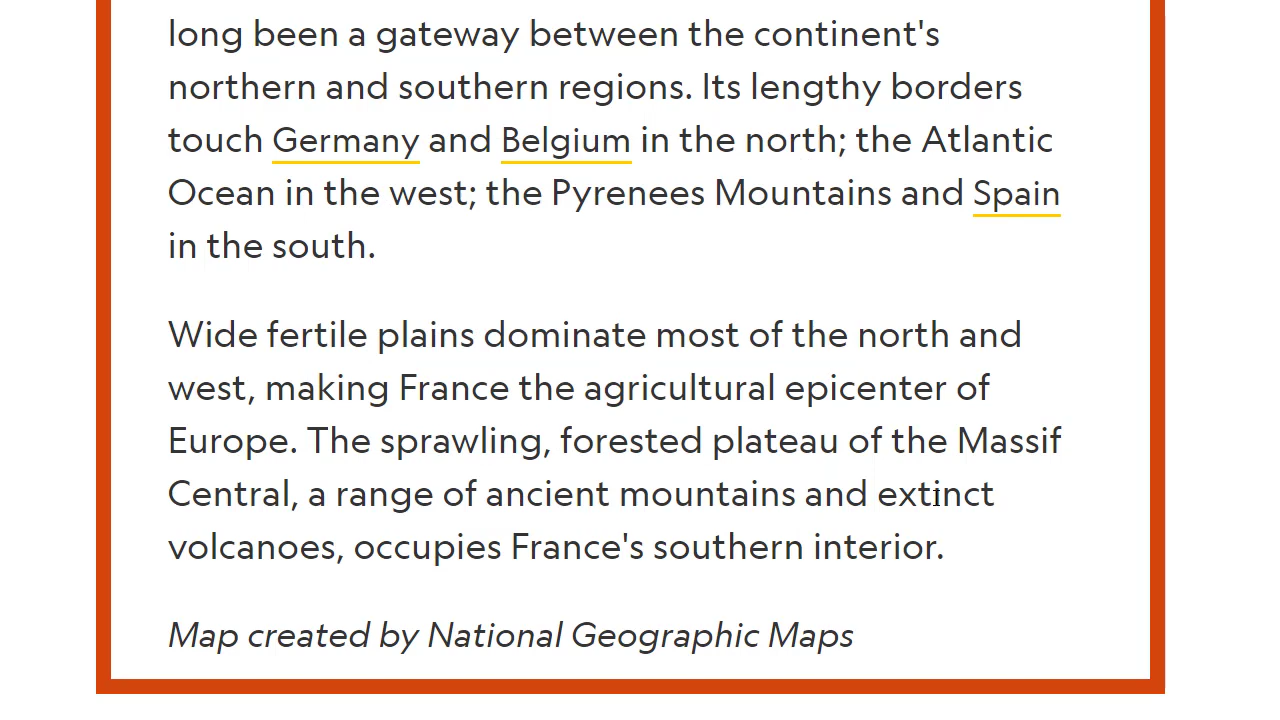 long been a gateway between the continent's
northern and southern regions. Its lengthy borders
touch Germany and Belgium in the north; the Atlantic
Ocean in the west; the Pyrenees Mountains and Spain
in the south.
Wide fertile plains dominate most of the north and
west, making France the agricultural epicenter of
Europe. The sprawling, forested plateau of the Massif
Central, a range of ancient mountains and extinct
volcanoes, occupies France's southern interior.
Map created by National Geographic Maps